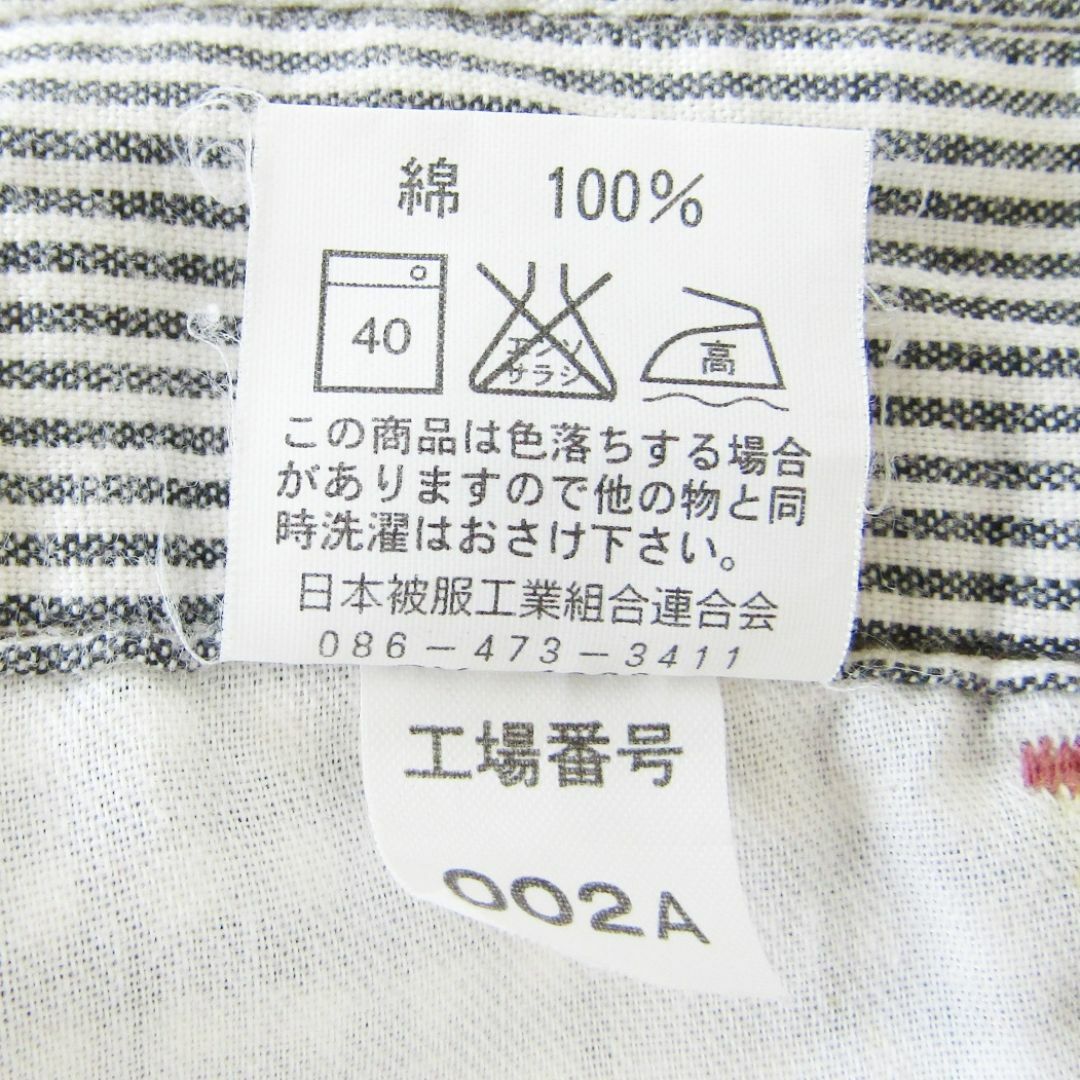 綿 100%
40 エンソ 高
サラシ
この商品は色落ちする場合
がありますので他の物と同
時洗濯はおさけ下さい。
日本被服工業組合連合会
086-473-3411
工場番号
002A